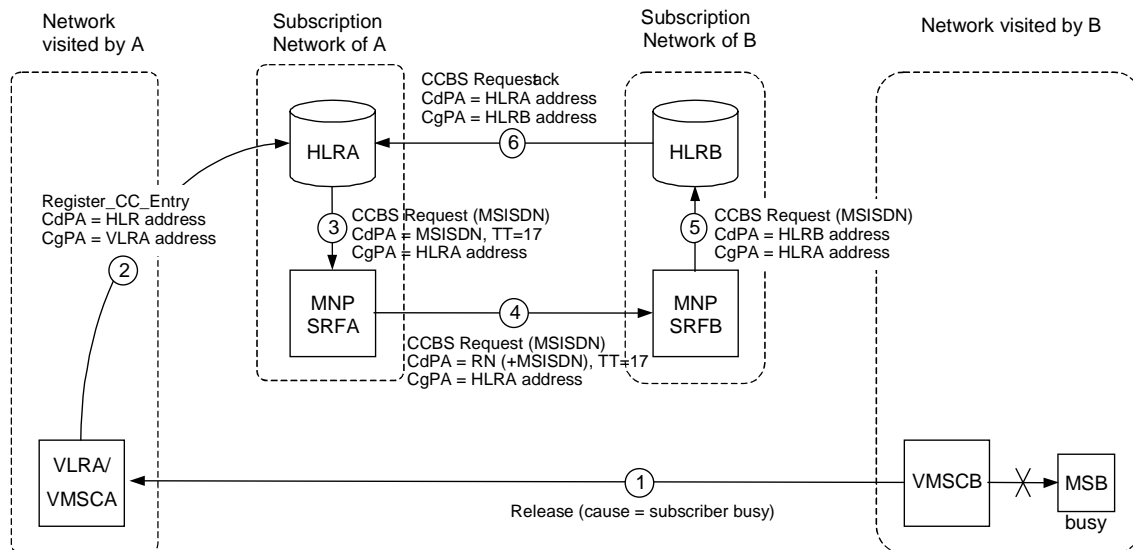 Network
visited by A
Subscription
Network of A
Subscription
Network of B
Network visited by B
CCBS Requestack
CdPA = HLRA address
CgPA = HLRB address
6
HLRA
HLRB
Register_CC_Entry
CdPA = HLR address
CgPA = VLRA address
2
3
CCBS Request (MSISDN)
CdPA = MSISDN, TT=17
CgPA = HLRA address
5
CCBS Request (MSISDN)
CdPA = HLRB address
CgPA = HLRA address
MNP
SRFA
4
MNP
SRFB
CCBS Request (MSISDN)
CdPA = RN (+MSISDN), TT=17
CgPA = HLRA address
VLRA/
VMSCA
1
Release (cause = subscriber busy)
VMSCB
MSB
busy